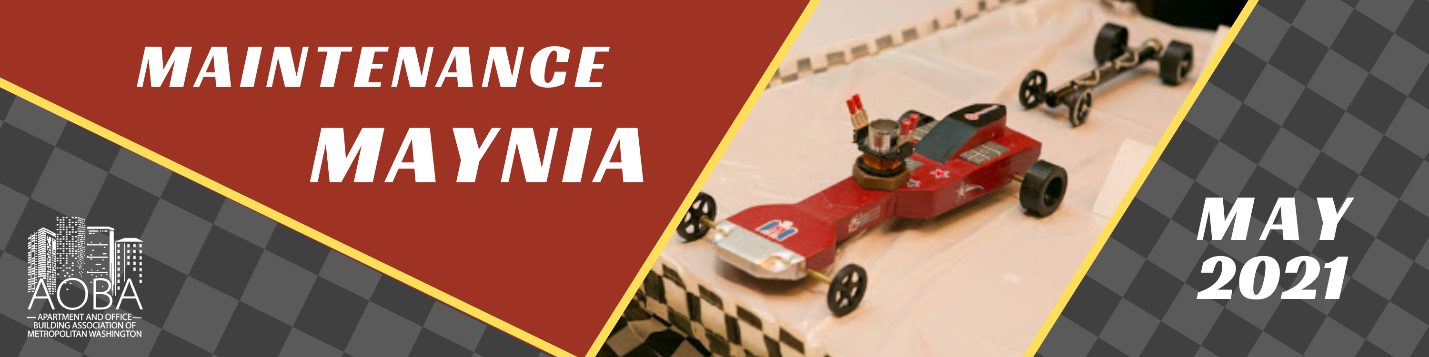 MAINTENANCE
MAYNIA
MAY
2021
AOBA
APARTMENT AND OFFICE
BUILDING ASSOCIATION OF
METROPOLITAN WASHINGTON